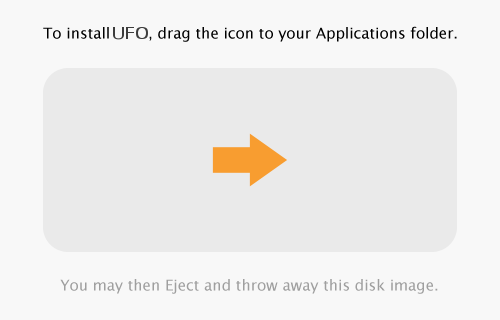 To install UFO, drag the icon to your Applications folder.
You may then Eject and throw away this disk image.